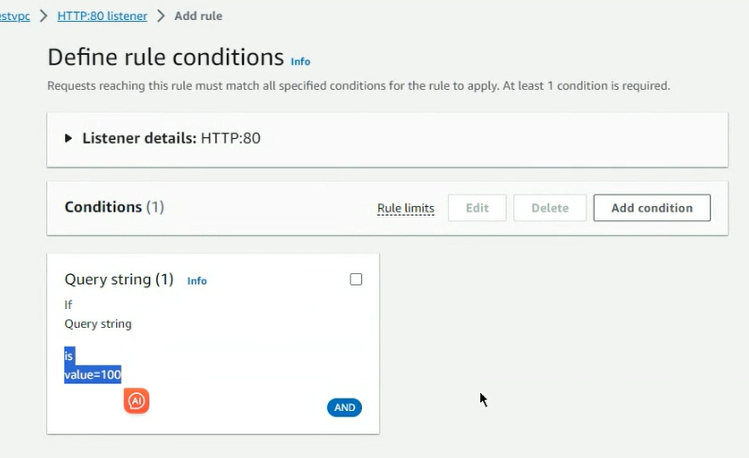 estvpc > HTTP:80 listener > Add rule
Define rule conditions Info
Requests reaching this rule must match all specified conditions for the rule to apply. At least 1 condition is required.
Listener details: HTTP:80
Conditions (1) Rule limits Edit Delete Add condition
Query string (1) Info
If
Query string
is
value=100
AI
AND